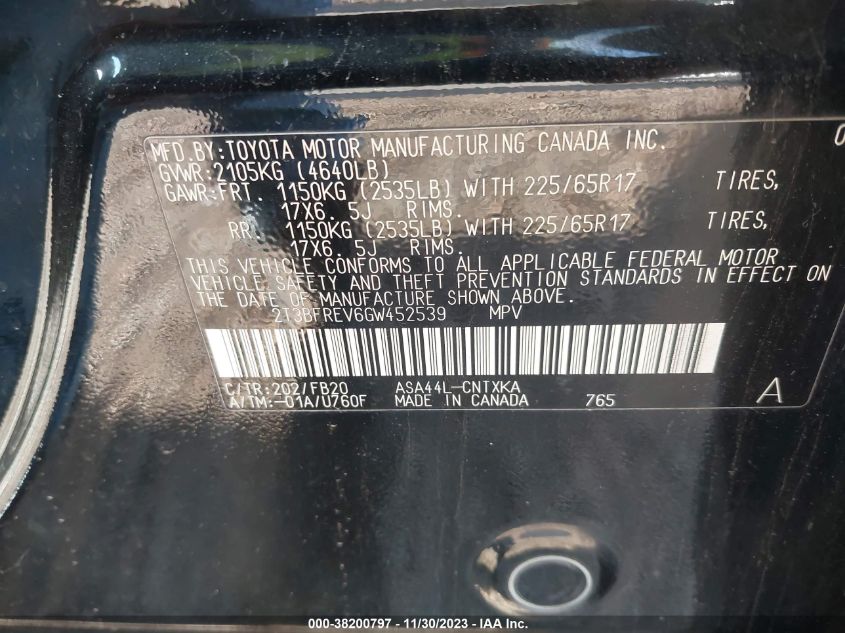 MFD.BY:TOYOTA MOTOR MANUFACTURING CANADA INC. 0
GVWR:2105KG (4640LB)
GAWR:FRT. 1150KG (2535LB) WITH 225/65R17 TIRES,
17X6. 5J RIMS.
RR. 1150KG (2535LB) WITH 225/65R17 TIRES,
17X6. 5J RIMS.
THIS VEHICLE CONFORMS TO ALL APPLICABLE FEDERAL MOTOR
VEHICLE SAFETY AND THEFT PREVENTION STANDARDS IN EFFECT ON
THE DATE OF MANUFACTURE SHOWN ABOVE.
2T3BFREV6GW452539 MPV
C/TR:202/FB20 ASA44L-CNTXKA
A/TM:-01A/U760F MADE IN CANADA 765 A
000-38200797 - 11/30/2023 - IAA Inc.